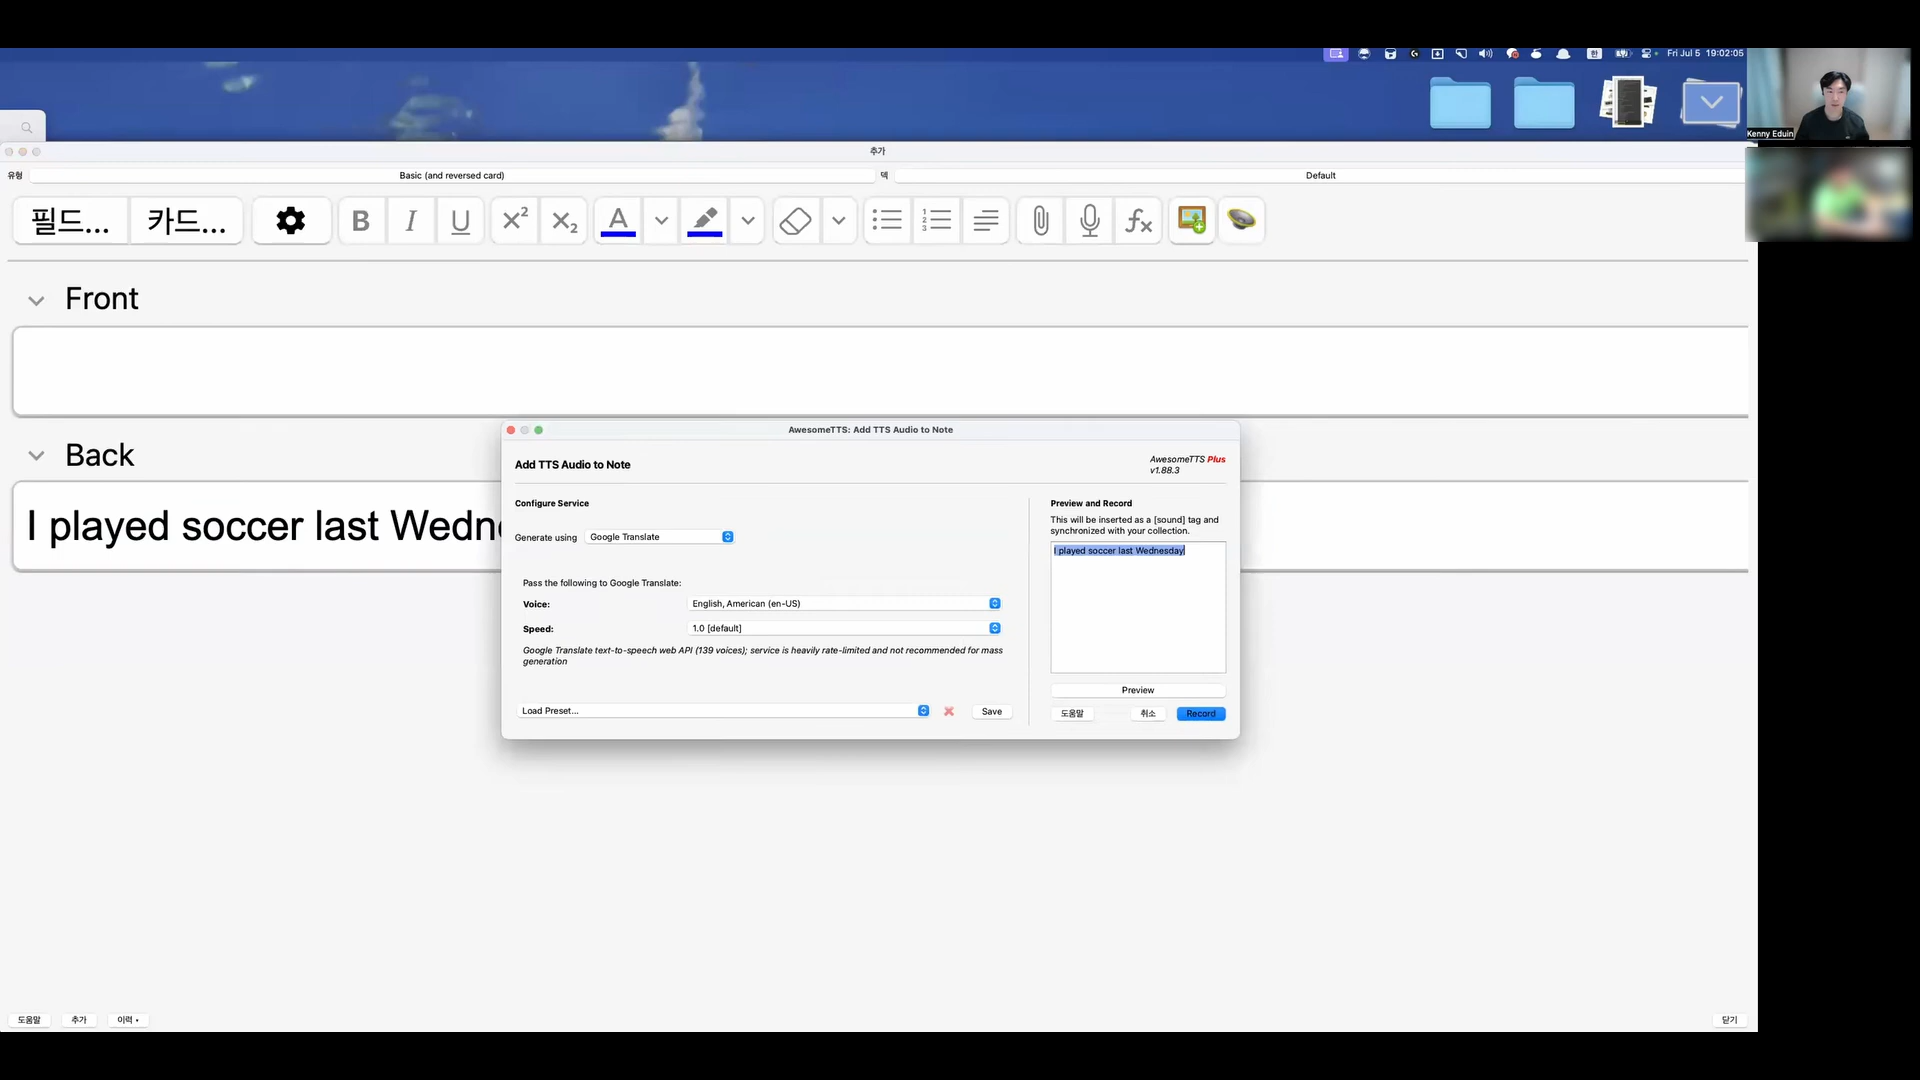 Fri Jul 5 19:02:05
Kenny Eduin
추가
유형
Basic (and reversed card)
덱
Default
필드...
카드...
B I U X² X₂ A
fx
Front
Back
I played soccer last Wedn
AwesomeTTS: Add TTS Audio to Note
Add TTS Audio to Note
AwesomeTTS Plus
v1.88.3
Configure Service
Generate using
Google Translate
Pass the following to Google Translate:
Voice:
English, American (en-US)
Speed:
1.0 [default]
Google Translate text-to-speech web API (139 voices); service is heavily rate-limited and not recommended for mass
generation
Load Preset...
Save
Preview and Record
This will be inserted as a [sound] tag and
synchronized with your collection.
I played soccer last Wednesday
Preview
도움말
취소
Record
도움말
추가
이력
닫기